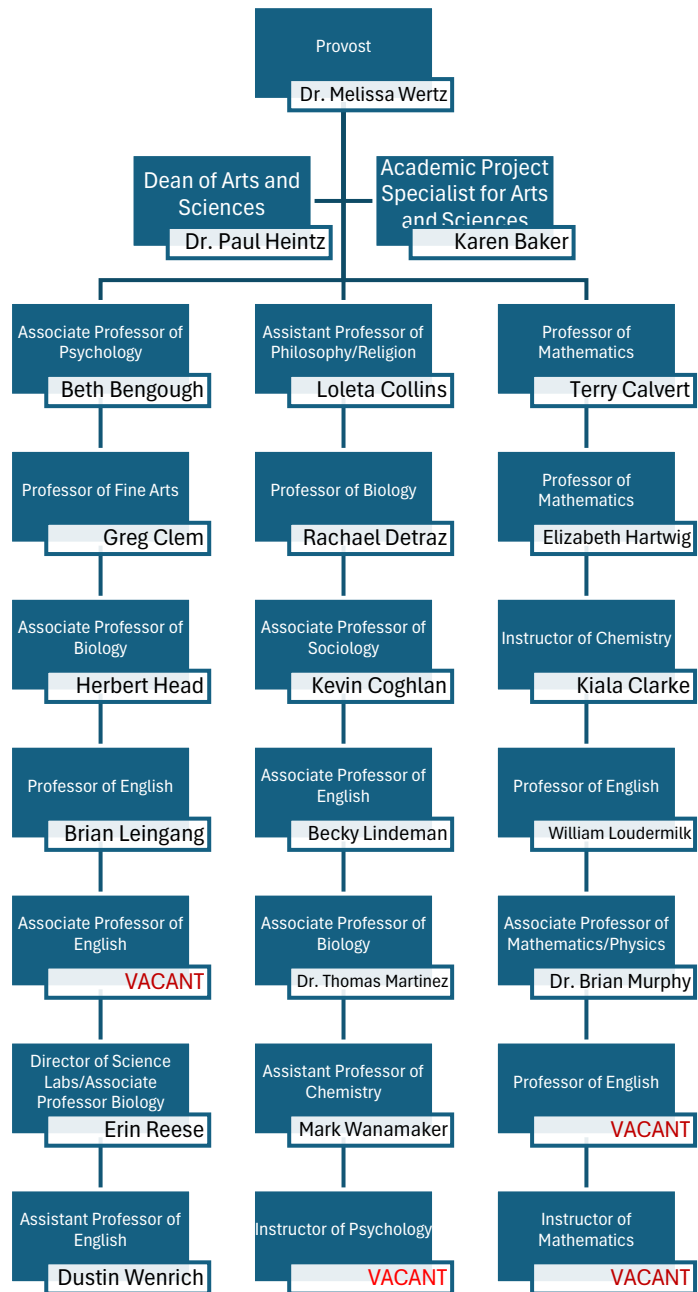 Provost
Dr. Melissa Wertz
Dean of Arts and
Sciences
Dr. Paul Heintz
Academic Project
Specialist for Arts
and Sciences
Karen Baker
Associate Professor of
Psychology
Beth Bengough
Assistant Professor of
Philosophy/Religion
Loleta Collins
Professor of
Mathematics
Terry Calvert
Professor of Fine Arts
Greg Clem
Professor of Biology
Rachael Detraz
Professor of
Mathematics
Elizabeth Hartwig
Associate Professor of
Biology
Herbert Head
Associate Professor of
Sociology
Kevin Coghlan
Instructor of Chemistry
Kiala Clarke
Professor of English
Brian Leingang
Associate Professor of
English
Becky Lindeman
Professor of English
William Loudermilk
Associate Professor of
English
VACANT
Associate Professor of
Biology
Dr. Thomas Martinez
Associate Professor of
Mathematics/Physics
Dr. Brian Murphy
Director of Science
Labs/Associate
Professor Biology
Erin Reese
Assistant Professor of
Chemistry
Mark Wanamaker
Professor of English
VACANT
Assistant Professor of
English
Dustin Wenrich
Instructor of Psychology
VACANT
Instructor of
Mathematics
VACANT